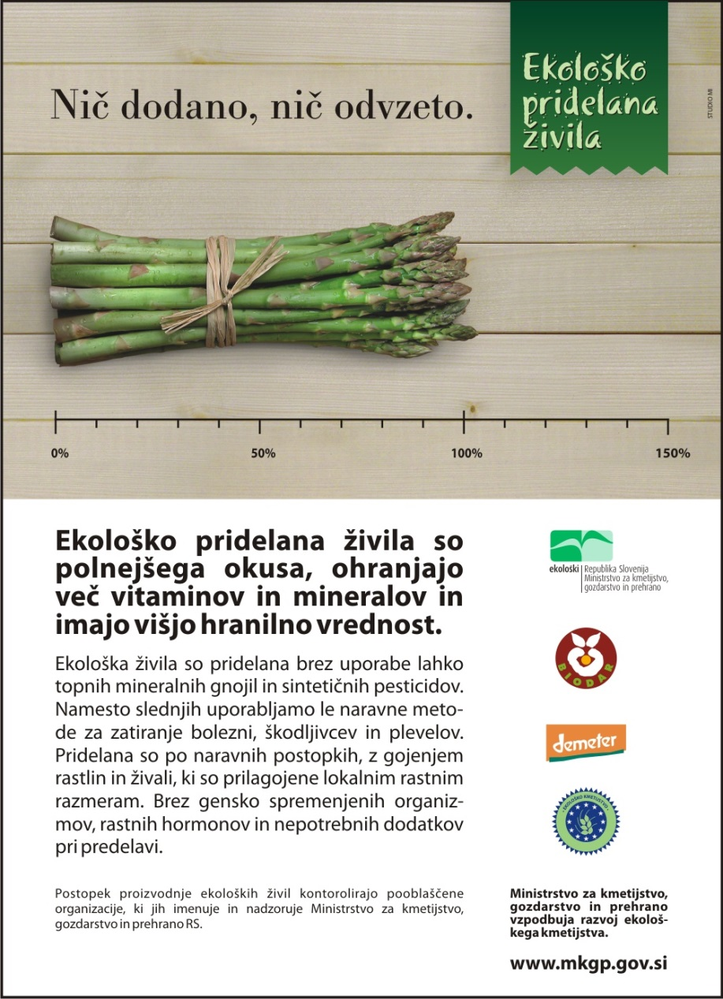 Nič dodano, nič odvzeto.
Ekološko
pridelana
živila
STUDIO MI
0% 50% 100% 150%
Ekološko pridelana živila so
polnejšega okusa, ohranjajo
več vitaminov in mineralov in
imajo višjo hranilno vrednost.
Ekološka živila so pridelana brez uporabe lahko
topnih mineralnih gnojil in sintetičnih pesticidov.
Namesto slednjih uporabljamo le naravne meto-
de za zatiranje bolezni, škodljivcev in plevelov.
Pridelana so po naravnih postopkih, z gojenjem
rastlin in živali, ki so prilagojene lokalnim rastnim
razmeram. Brez gensko spremenjenih organiz-
mov, rastnih hormonov in nepotrebnih dodatkov
pri predelavi.
Postopek proizvodnje ekoloških živil kontorolirajo pooblaščene
organizacije, ki jih imenuje in nadzoruje Ministrstvo za kmetijstvo,
gozdarstvo in prehrano RS.
ekološki Republika Slovenija
Ministrstvo za kmetijstvo,
gozdarstvo in prehrano
BIODAR
demeter
EKOLOŠKO KMETIJSTVO
Ministrstvo za kmetijstvo,
gozdarstvo in prehrano
vzpodbuja razvoj ekološ-
kega kmetijstva.
www.mkgp.gov.si